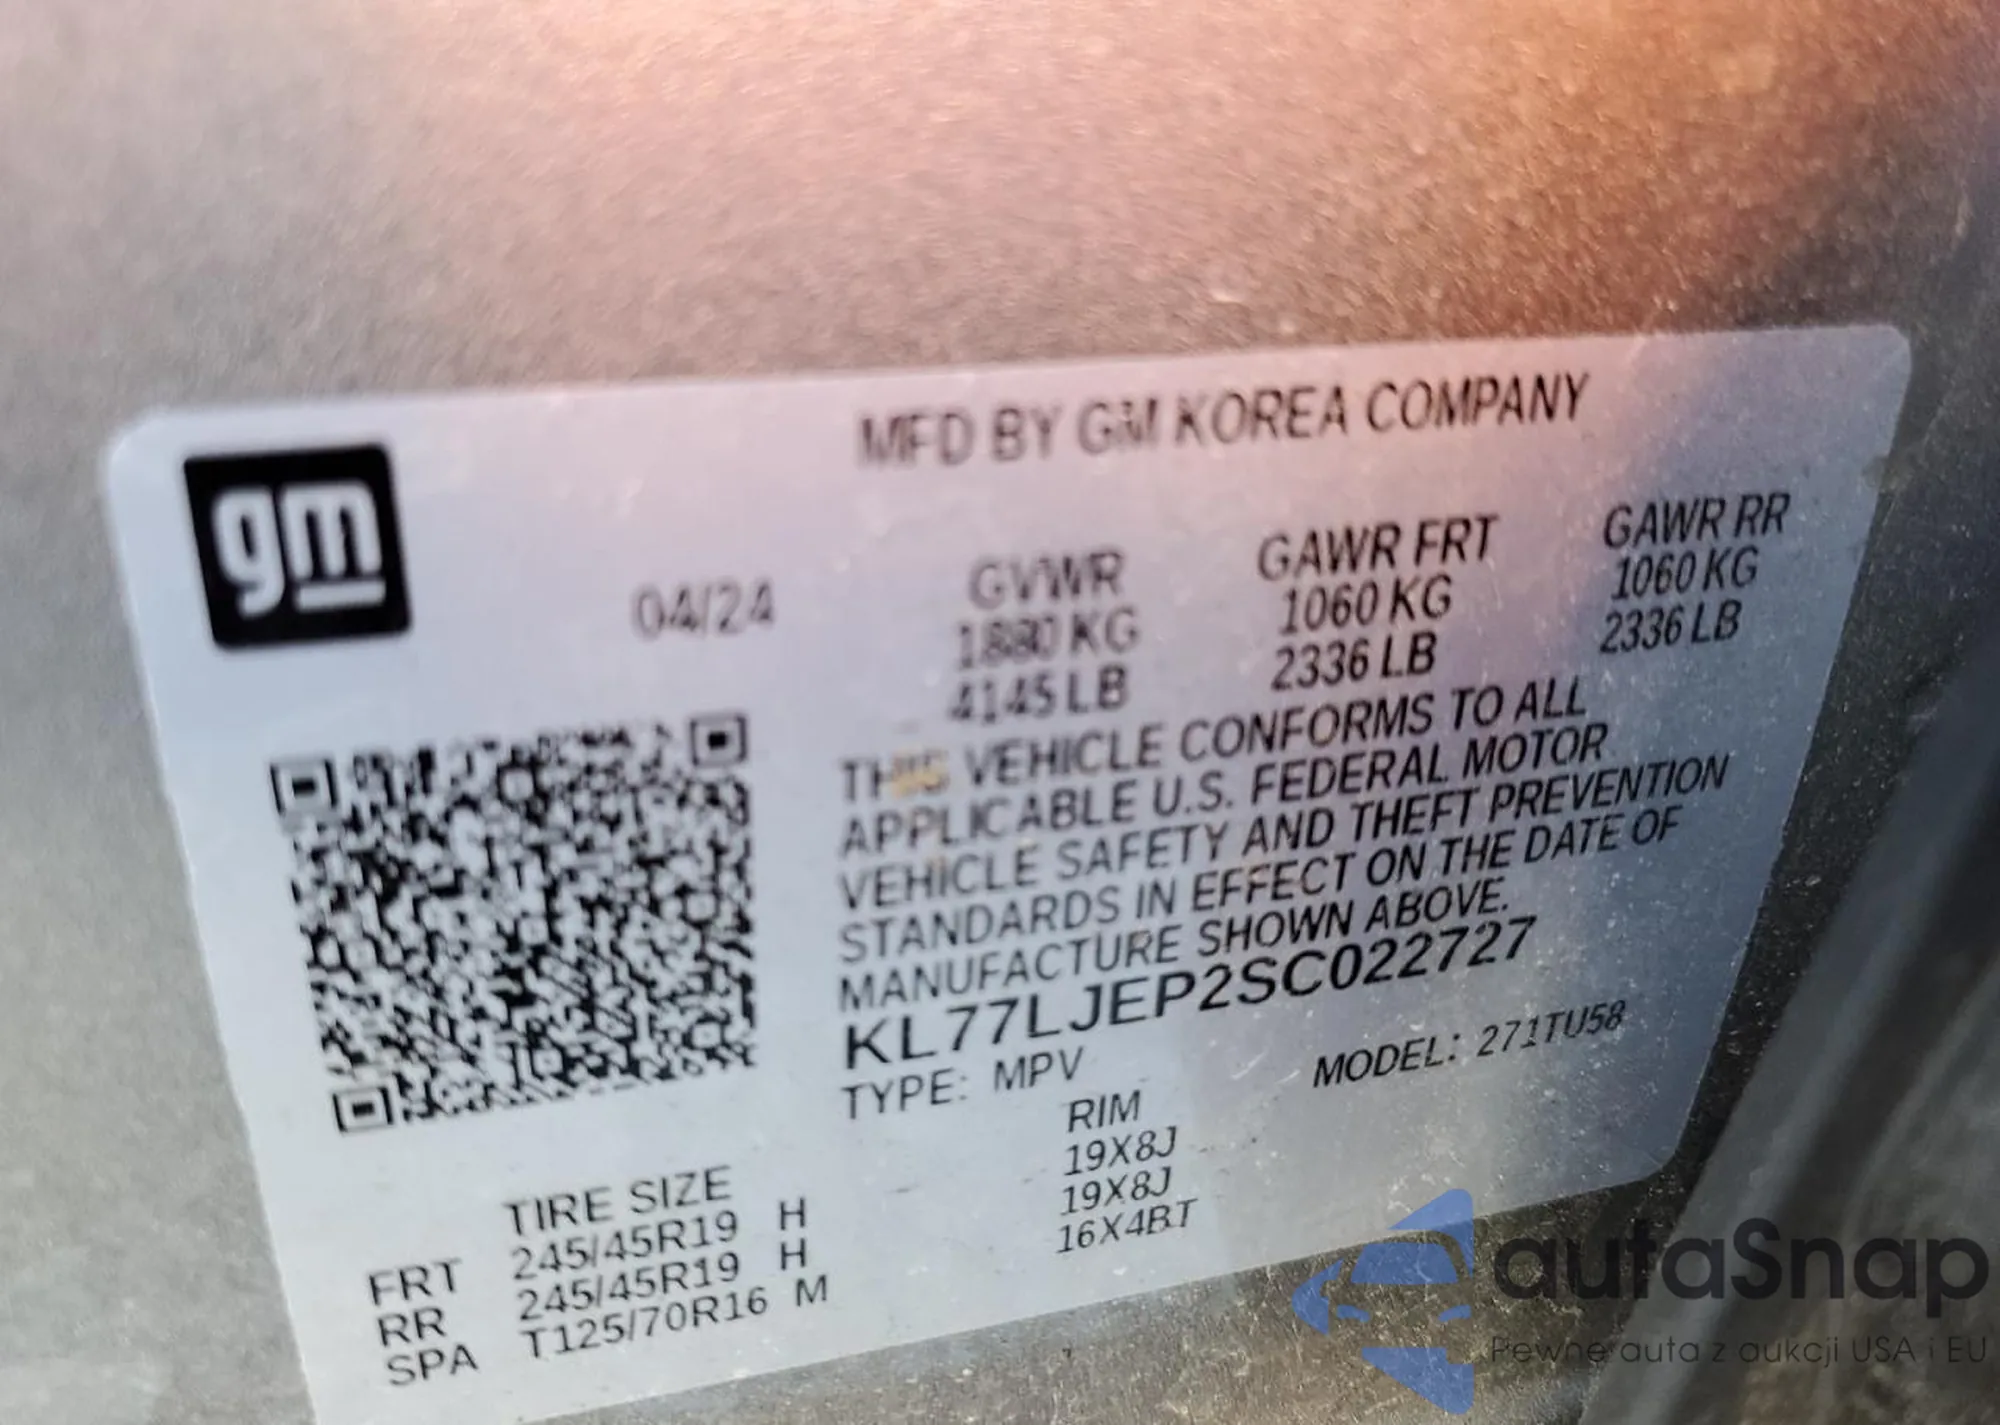 MFD BY GM KOREA COMPANY
gm
04/24
GVWR GAWR FRT GAWR RR
1880 KG 1060 KG 1060 KG
4145 LB 2336 LB 2336 LB
THIS VEHICLE CONFORMS TO ALL
APPLICABLE U.S. FEDERAL MOTOR
VEHICLE SAFETY AND THEFT PREVENTION
STANDARDS IN EFFECT ON THE DATE OF
MANUFACTURE SHOWN ABOVE.
KL77LJEP2SC022727
TYPE: MPV MODEL: 271TU58
TIRE SIZE RIM
FRT 245/45R19 H 19X8J
RR 245/45R19 H 19X8J
SPA T125/70R16 M 16X4BT
autaSnap
Pewne auta z aukcji USA i EU